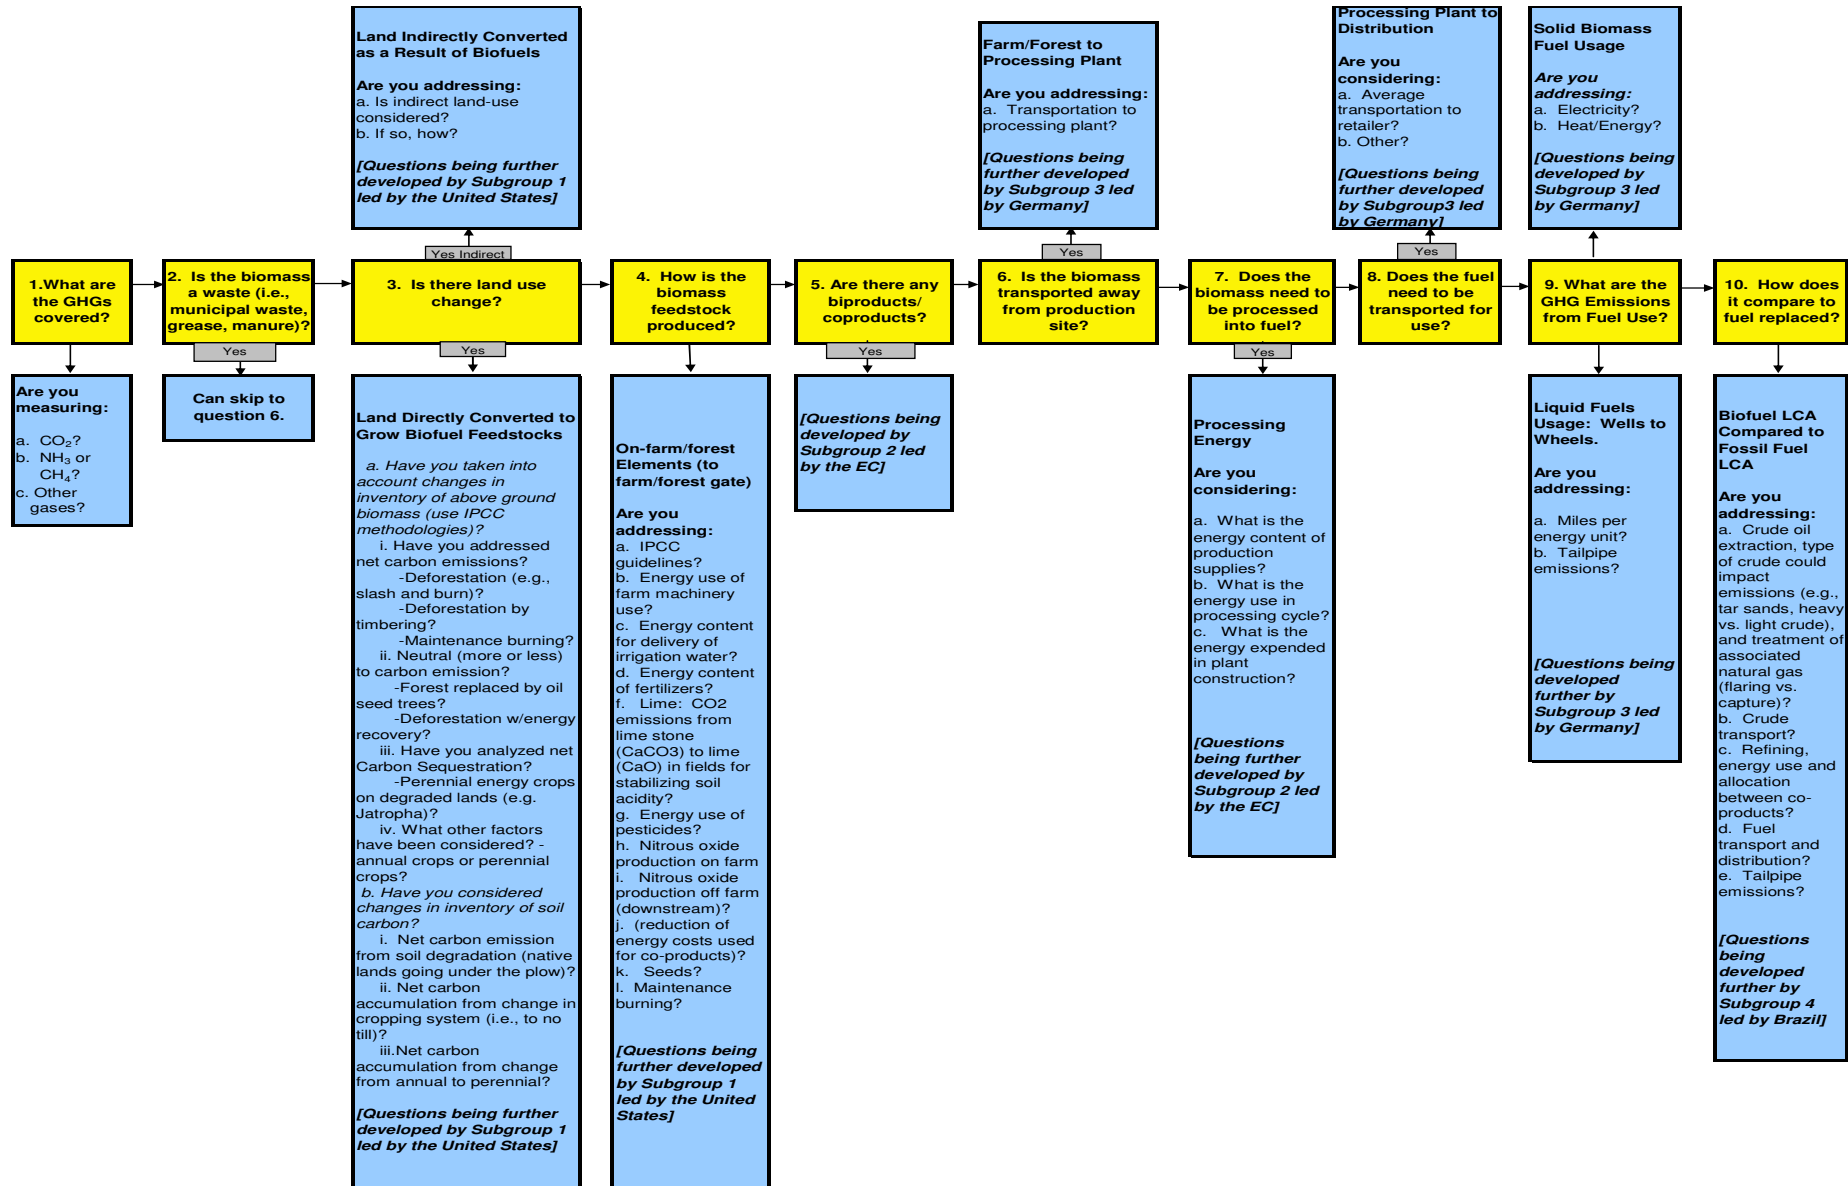 Land Indirectly Converted
as a Result of Biofuels
Are you addressing:
a. Is indirect land-use
considered?
b. If so, how?
[Questions being further
developed by Subgroup 1
led by the United States]
Farm/Forest to
Processing Plant
Are you addressing:
a. Transportation to
processing plant?
[Questions being
further developed
by Subgroup 3 led
by Germany]
Processing Plant to
Distribution
Are you
considering:
a. Average
transportation to
retailer?
b. Other?
[Questions being
further developed
by Subgroup3 led
by Germany]
Solid Biomass
Fuel Usage
Are you
addressing:
a. Electricity?
b. Heat/Energy?
[Questions being
developed by
Subgroup 3 led
by Germany]
Yes Indirect
Yes
Yes
1.What are
the GHGs
covered?
2. Is the biomass
a waste (i.e.,
municipal waste,
grease, manure)?
3. Is there land use
change?
4. How is the
biomass
feedstock
produced?
5. Are there any
biproducts/
coproducts?
6. Is the biomass
transported away
from production
site?
7. Does the
biomass need to
be processed
into fuel?
8. Does the fuel
need to be
transported for
use?
9. What are the
GHG Emissions
from Fuel Use?
10. How does
it compare to
fuel replaced?
Yes
Yes
Yes
Yes
Are you
measuring:
a. CO₂?
b. NH₃ or
CH₄?
c. Other
gases?
Can skip to
question 6.
Land Directly Converted to
Grow Biofuel Feedstocks
a. Have you taken into
account changes in
inventory of above ground
biomass (use IPCC
methodologies)?
i. Have you addressed
net carbon emissions?
-Deforestation (e.g.,
slash and burn)?
-Deforestation by
timbering?
-Maintenance burning?
ii. Neutral (more or less)
to carbon emission?
-Forest replaced by oil
seed trees?
-Deforestation w/energy
recovery?
iii. Have you analyzed net
Carbon Sequestration?
-Perennial energy crops
on degraded lands (e.g.
Jatropha)?
iv. What other factors
have been considered? -
annual crops or perennial
crops?
b. Have you considered
changes in inventory of soil
carbon?
i. Net carbon emission
from soil degradation (native
lands going under the plow)?
ii. Net carbon
accumulation from change in
cropping system (i.e., to no
till)?
iii.Net carbon
accumulation from change
from annual to perennial?
[Questions being further
developed by Subgroup 1
led by the United States]
On-farm/forest
Elements (to
farm/forest gate)
Are you
addressing:
a. IPCC
guidelines?
b. Energy use of
farm machinery
use?
c. Energy content
for delivery of
irrigation water?
d. Energy content
of fertilizers?
f. Lime: CO2
emissions from
lime stone
(CaCO3) to lime
(CaO) in fields for
stabilizing soil
acidity?
g. Energy use of
pesticides?
h. Nitrous oxide
production on farm
i. Nitrous oxide
production off farm
(downstream)?
j. (reduction of
energy costs used
for co-products)?
k. Seeds?
l. Maintenance
burning?
[Questions being
further developed
by Subgroup 1
led by the United
States]
[Questions being
developed by
Subgroup 2 led
by the EC]
Processing
Energy
Are you
considering:
a. What is the
energy content of
production
supplies?
b. What is the
energy use in
processing cycle?
c. What is the
energy expended
in plant
construction?
[Questions
being further
developed by
Subgroup 2 led
by the EC]
Liquid Fuels
Usage: Wells to
Wheels.
Are you
addressing:
a. Miles per
energy unit?
b. Tailpipe
emissions?
[Questions being
developed
further by
Subgroup 3 led
by Germany]
Biofuel LCA
Compared to
Fossil Fuel
LCA
Are you
addressing:
a. Crude oil
extraction, type
of crude could
impact
emissions (e.g.,
tar sands, heavy
vs. light crude),
and treatment of
associated
natural gas
(flaring vs.
capture)?
b. Crude
transport?
c. Refining,
energy use and
allocation
between co-
products?
d. Fuel
transport and
distribution?
e. Tailpipe
emissions?
[Questions
being
developed
further by
Subgroup 4
led by Brazil]